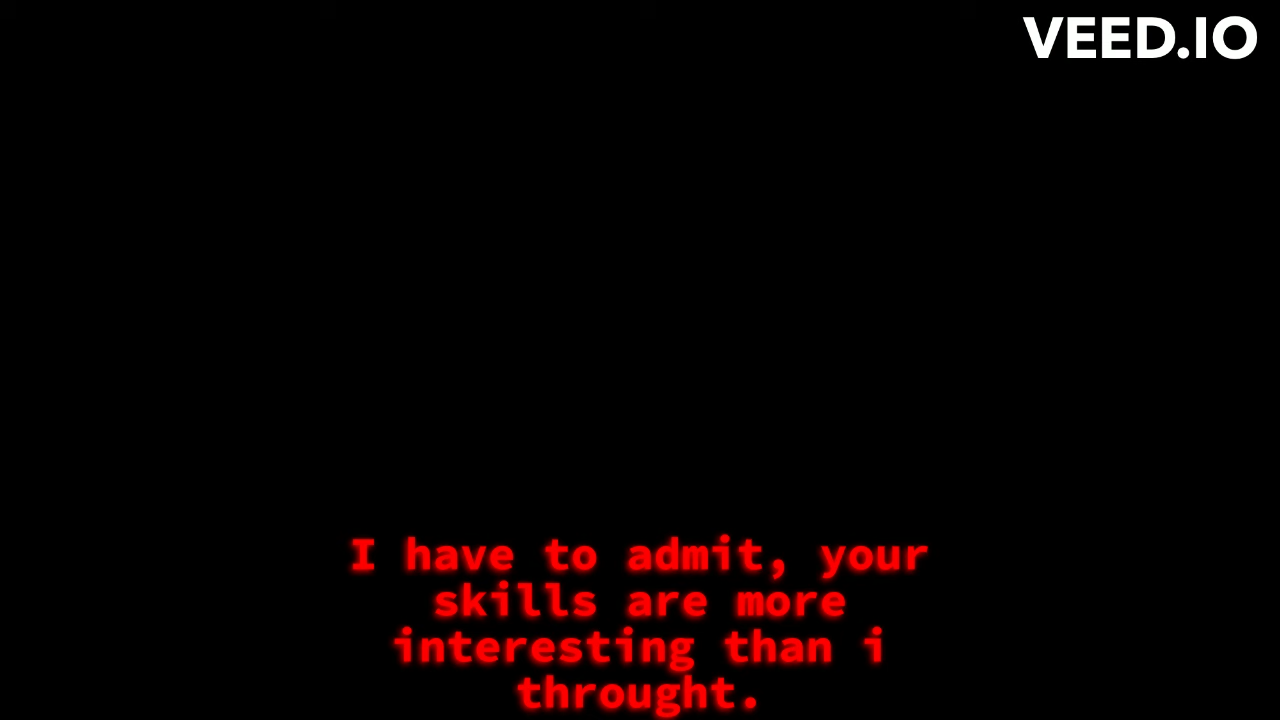 VEED.IO
I have to admit, your
skills are more
interesting than i
throught.